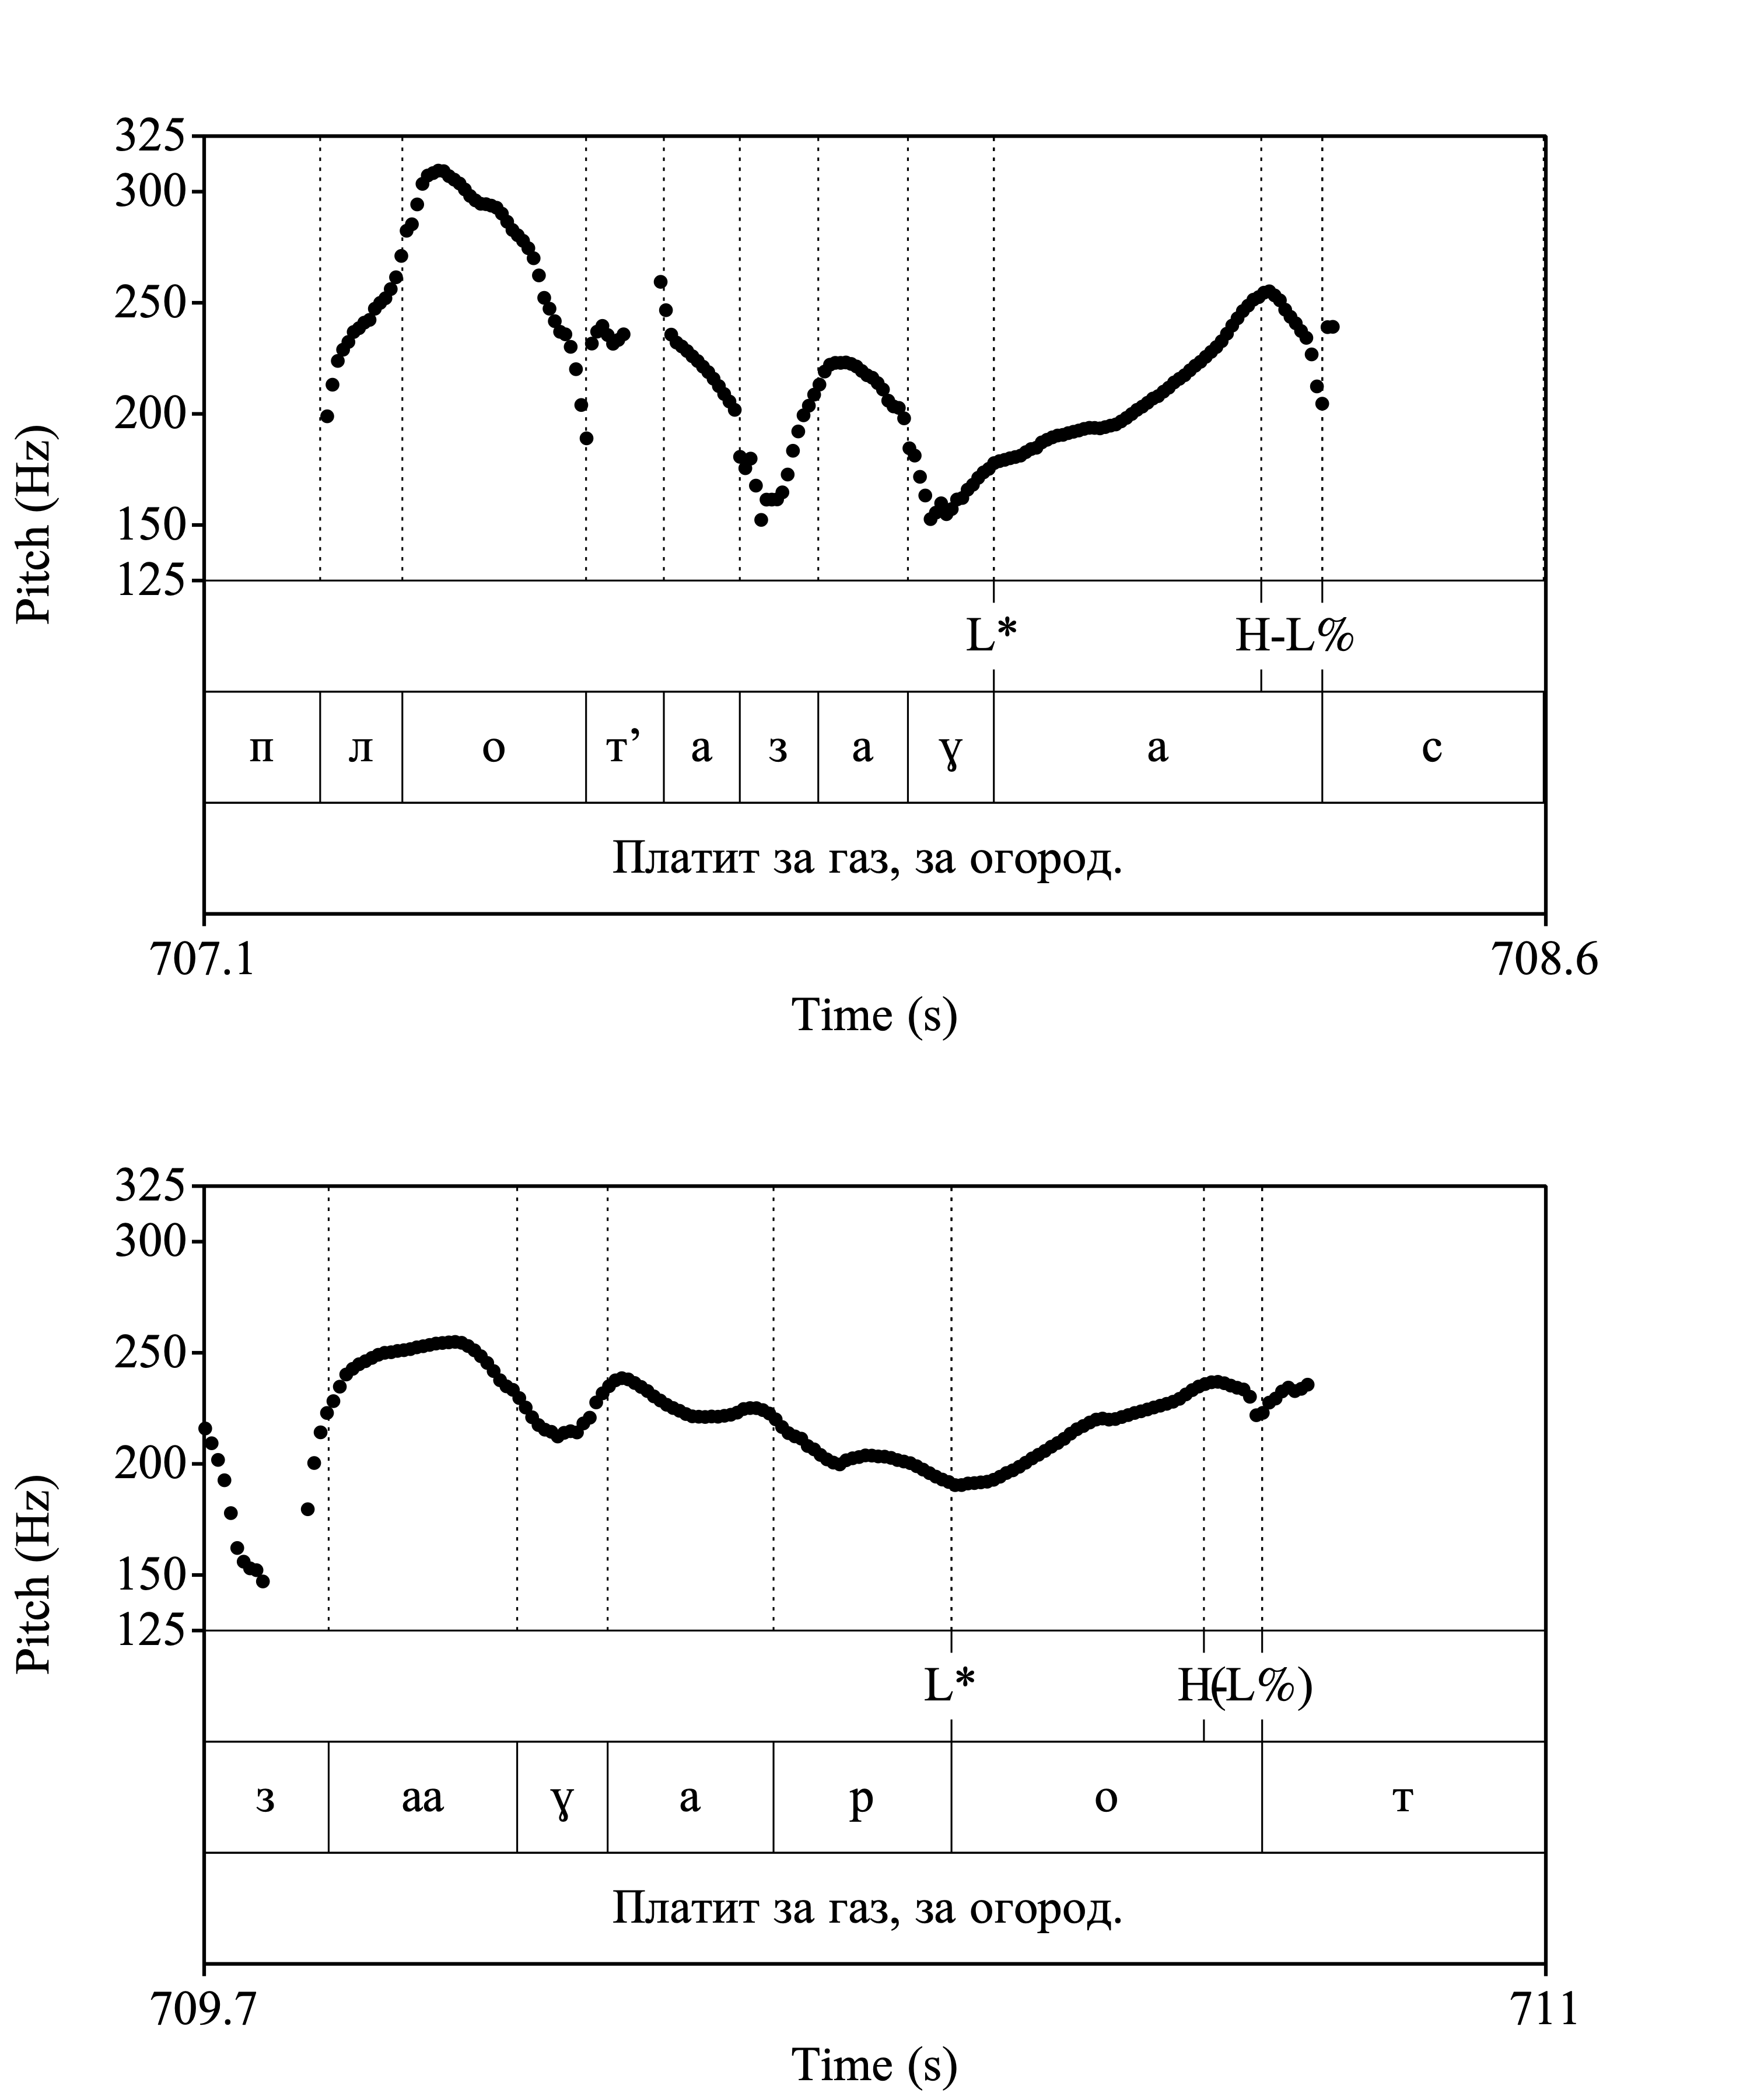 325
300
250
200
150
125
Pitch (Hz)
L* H-L%
п л о т’ а з а ɣ а с
Платит за газ, за огород.
707.1 708.6
Time (s)
325
300
250
200
150
125
Pitch (Hz)
L* H(-L%)
з аа ɣ а р о т
Платит за газ, за огород.
709.7 711
Time (s)